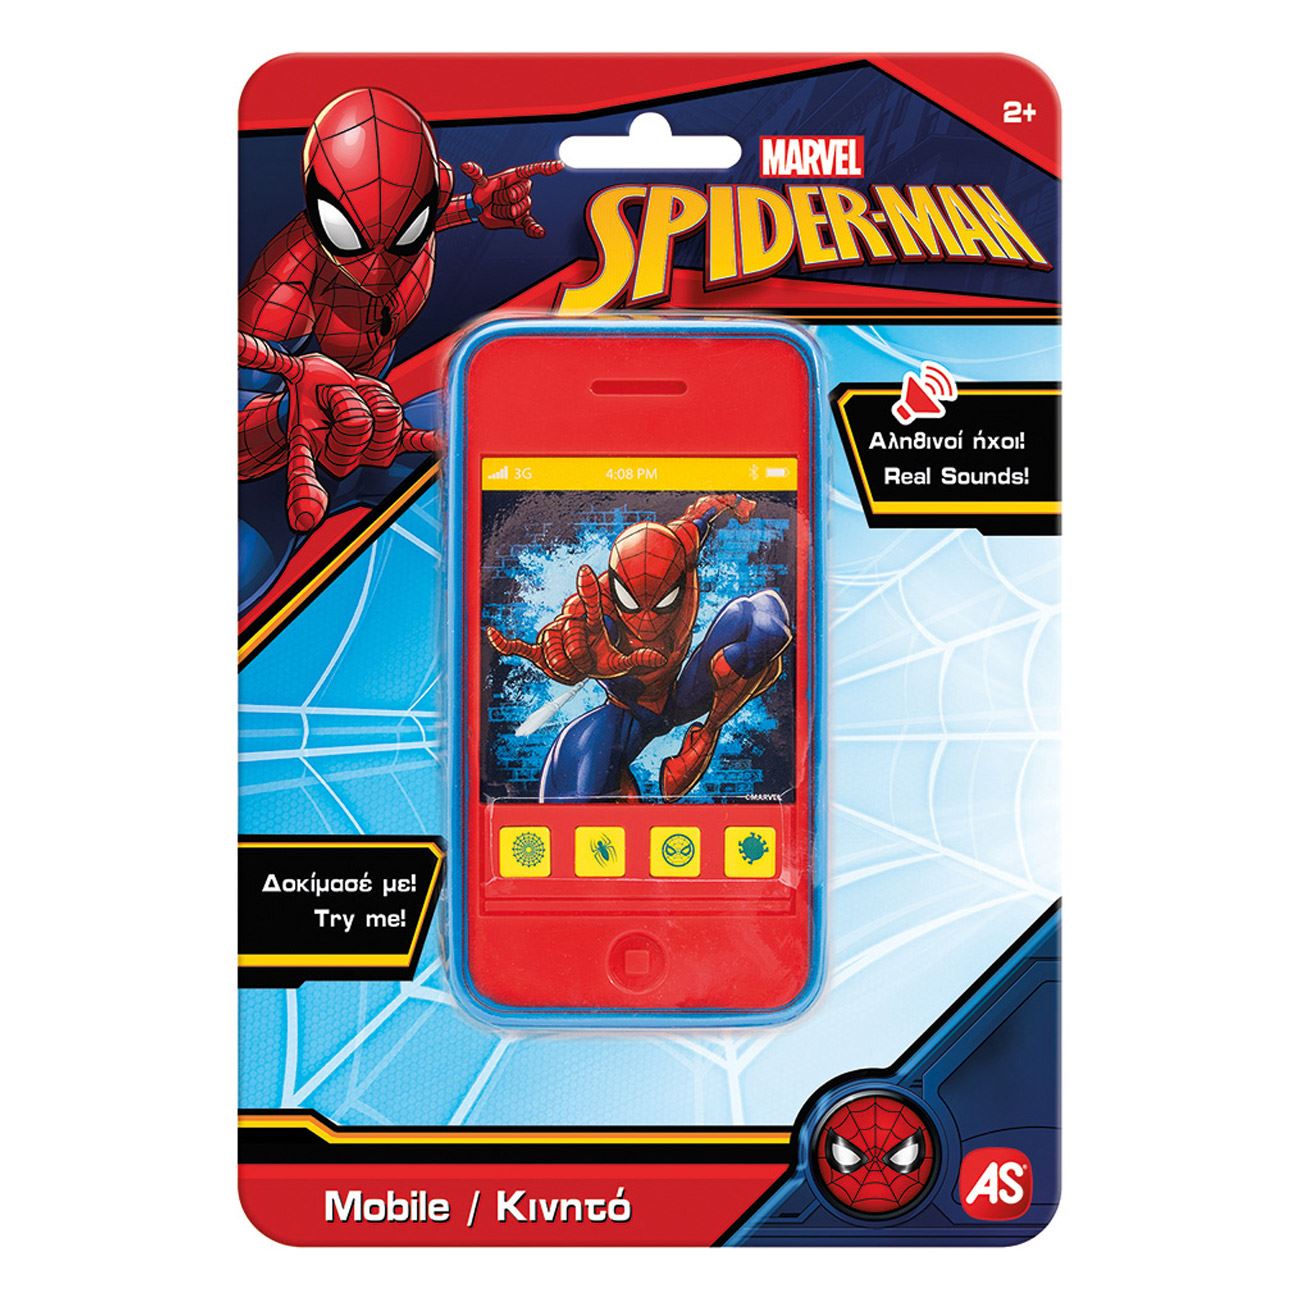 2+
MARVEL
SPIDER-MAN
Αληθινοί ήχοι!
Real Sounds!
3G 4:08 PM
©MARVEL
Δοκίμασέ με!
Try me!
Mobile / Κινητό
AS